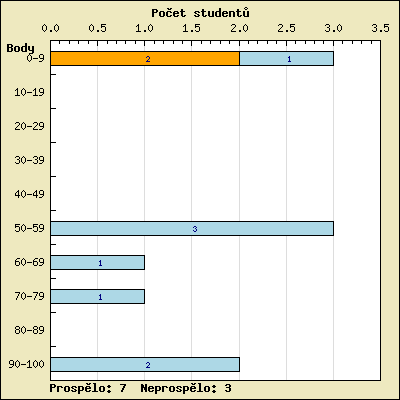 Počet studentů
0.0 0.5 1.0 1.5 2.0 2.5 3.0 3.5
Body
0-9 2 1
10-19
20-29
30-39
40-49
50-59 3
60-69 1
70-79 1
80-89
90-100 2
Prospělo: 7 Neprospělo: 3